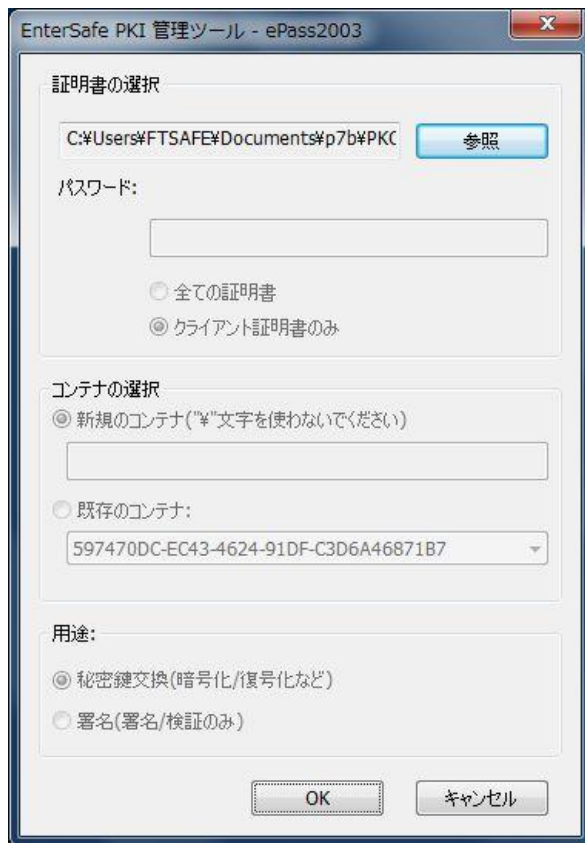 EnterSafe PKI 管理ツール - ePass2003
証明書の選択
C:¥Users¥FTSAFE¥Documents¥p7b¥PKC
参照
パスワード:
全ての証明書
クライアント証明書のみ
コンテナの選択
新規のコンテナ("¥"文字を使わないでください)
既存のコンテナ:
597470DC-EC43-4624-91DF-C3D6A46871B7
用途:
秘密鍵交換(暗号化/復号化など)
署名(署名/検証のみ)
OK キャンセル